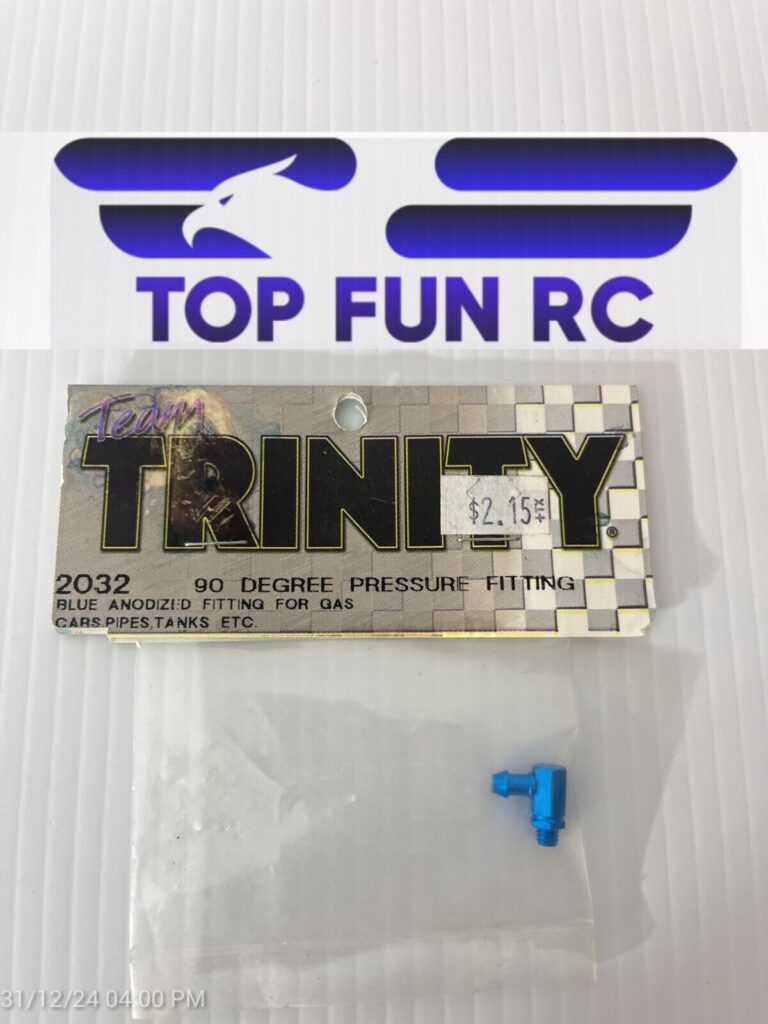 TOP FUN RC
Team
TRINITY®
$2.15+TX
2032 90 DEGREE PRESSURE FITTING
BLUE ANODIZED FITTING FOR GAS
CARS,PIPES,TANKS ETC.
31/12/24 04:00 PM